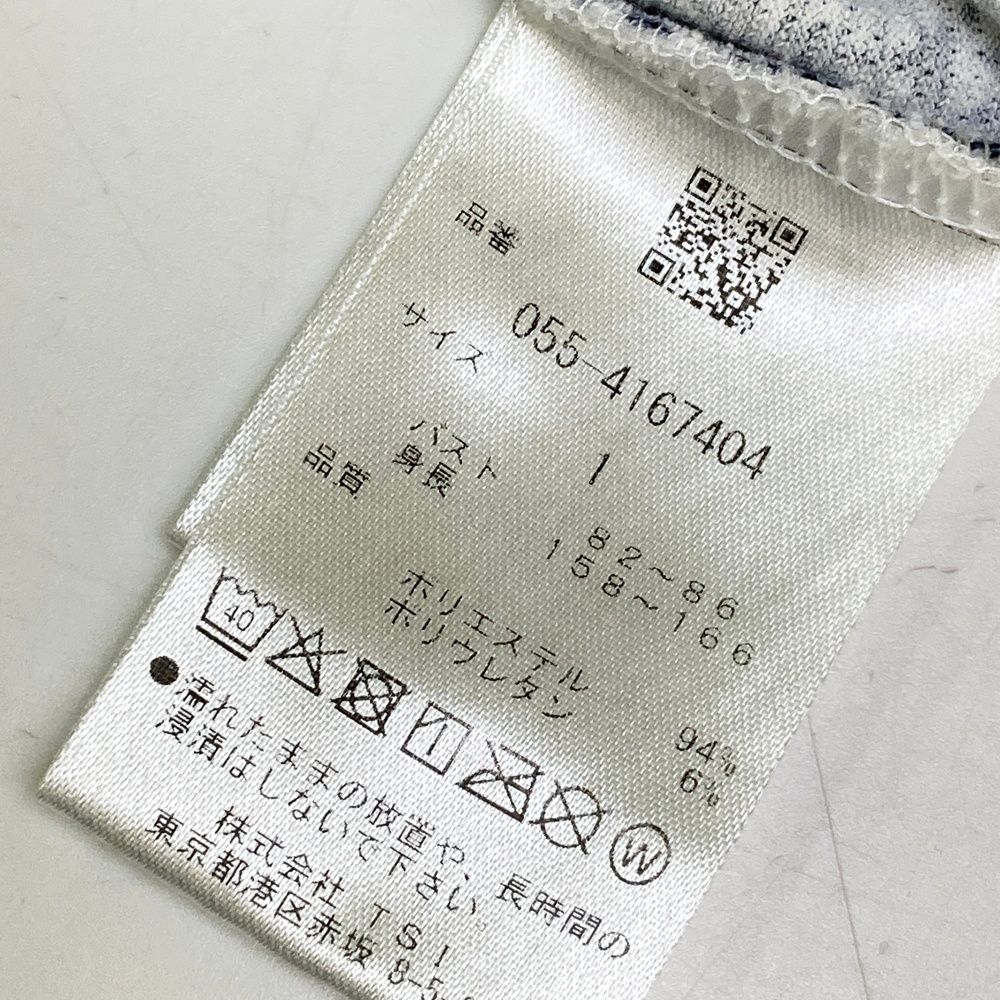 品番
055-4167404
サイズ
1
バスト 82〜86
身長 158〜166
品質
ポリエステル 94%
ポリウレタン 6%
40
W
●濡れたままの放置や、長時間の
浸漬はしないで下さい。
株式会社 TSI
東京都港区赤坂 8-5-